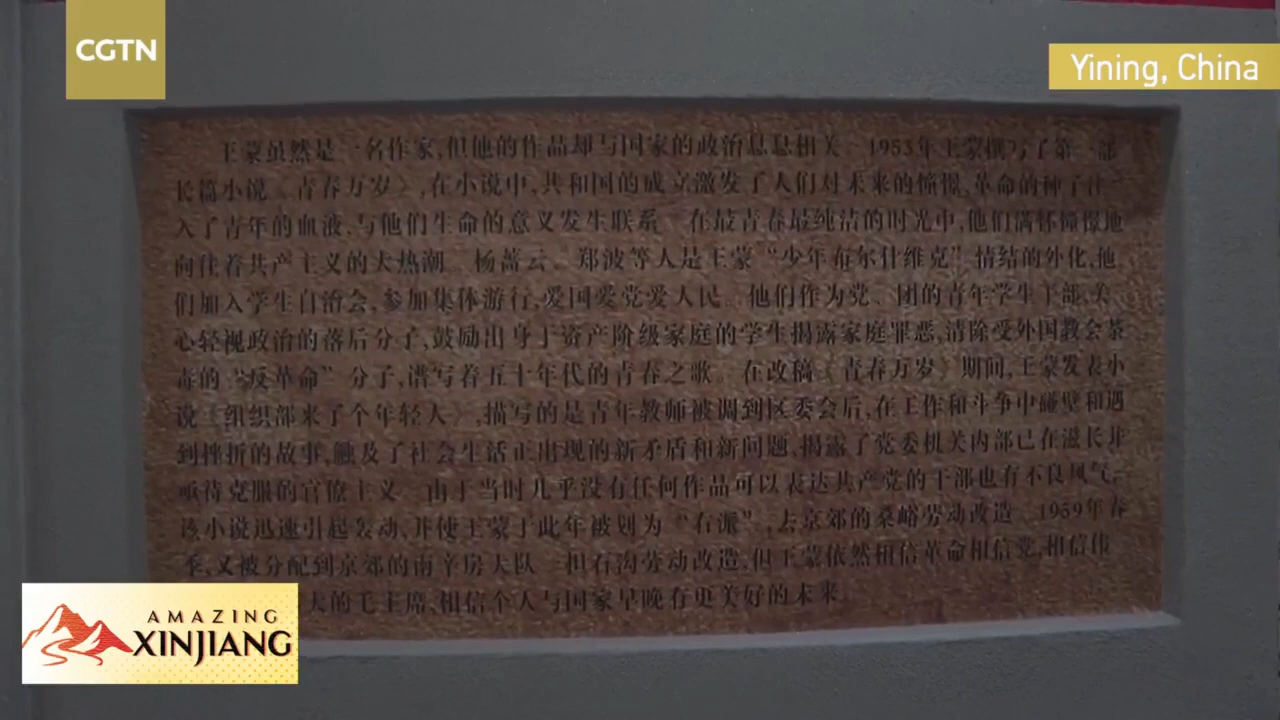 CGTN
Yining, China
王蒙虽然是一名作家,但他的作品却与国家的政治息息相关。1953年王蒙撰写了第一部
长篇小说《青春万岁》,在小说中,共和国的成立激发了人们对未来的憧憬,革命的种子注
入了青年的血液,与他们生命的意义发生联系。在最青春最纯洁的时光中,他们满怀憧憬地
向往着共产主义的大热潮。杨蔷云、郑波等人是王蒙“少年布尔什维克”情结的外化,他
们加入学生自治会,参加集体游行,爱国爱党爱人民。他们作为党、团的青年学生干部,关
心轻视政治的落后分子,鼓励出身于资产阶级家庭的学生揭露家庭罪恶,清除受外国教会荼
毒的“反革命”分子,谱写着五十年代的青春之歌。在改稿《青春万岁》期间,王蒙发表小
说《组织部来了个年轻人》,描写的是青年教师被调到区委会后,在工作和斗争中碰壁和遇
到挫折的故事,触及了社会生活正出现的新矛盾和新问题,揭露了党委机关内部已在滋长并
亟待克服的官僚主义。由于当时几乎没有任何作品可以表达共产党的干部也有不良风气,
该小说迅速引起轰动,并使王蒙于此年被划为“右派”,去京郊的桑峪劳动改造。1959年春
季,又被分配到京郊的南辛房大队三担石沟劳动改造,但王蒙依然相信革命相信党,相信伟
大的毛主席,相信个人与国家早晚有更美好的未来。
AMAZING
XINJIANG